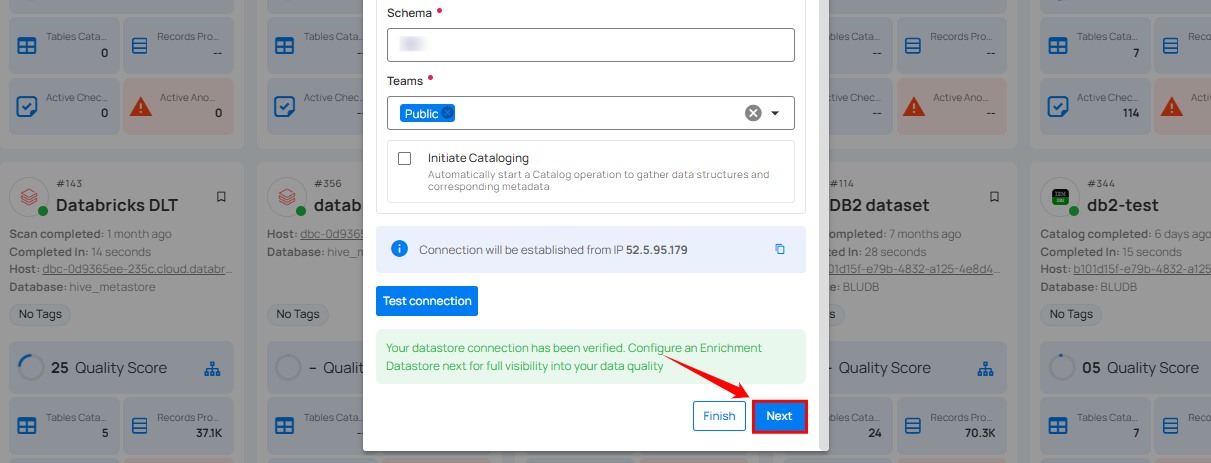 Schema
Teams
Public
Initiate Cataloging
Automatically start a Catalog operation to gather data structures and
corresponding metadata
Connection will be established from IP 52.5.95.179
Test connection
Your datastore connection has been verified. Configure an Enrichment
Datastore next for full visibility into your data quality
Finish
Next
Tables Cata...
0
Records Pro...
--
Active Chec...
0
Active Ano...
0
#143
Databricks DLT
Scan completed: 1 month ago
Completed In: 14 seconds
Host: dbc-0d9365ee-235c.cloud.databr...
Database: hive_metastore
No Tags
25 Quality Score
Tables Cata...
5
Records Pro...
37.1K
Tables Cata...
--
Active Chec...
--
#356
datab
Host: dbc-0d9365
Database: hive_m
No Tags
– Qualit
Tables Cata...
--
Records Pro...
--
Active Ano...
--
#114
DB2 dataset
7 months ago
28 seconds
b101d15f-e79b-4832-a125-4e8d4...
BLUDB
Quality Score
24
Records Pro...
70.3K
Tables Cata...
7
Active Chec...
114
#344
db2-test
Catalog completed: 6 days ago
Completed In: 15 seconds
Host: b101d15f-e79b-4832-a125-
Database: BLUDB
No Tags
05 Quality Score
Tables Cata...
7